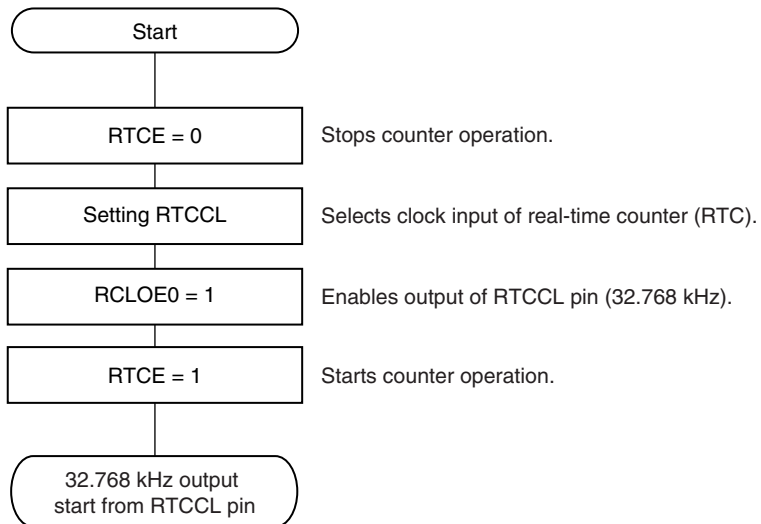 Start
RTCE = 0
Stops counter operation.
Setting RTCCL
Selects clock input of real-time counter (RTC).
RCLOE0 = 1
Enables output of RTCCL pin (32.768 kHz).
RTCE = 1
Starts counter operation.
32.768 kHz output
start from RTCCL pin